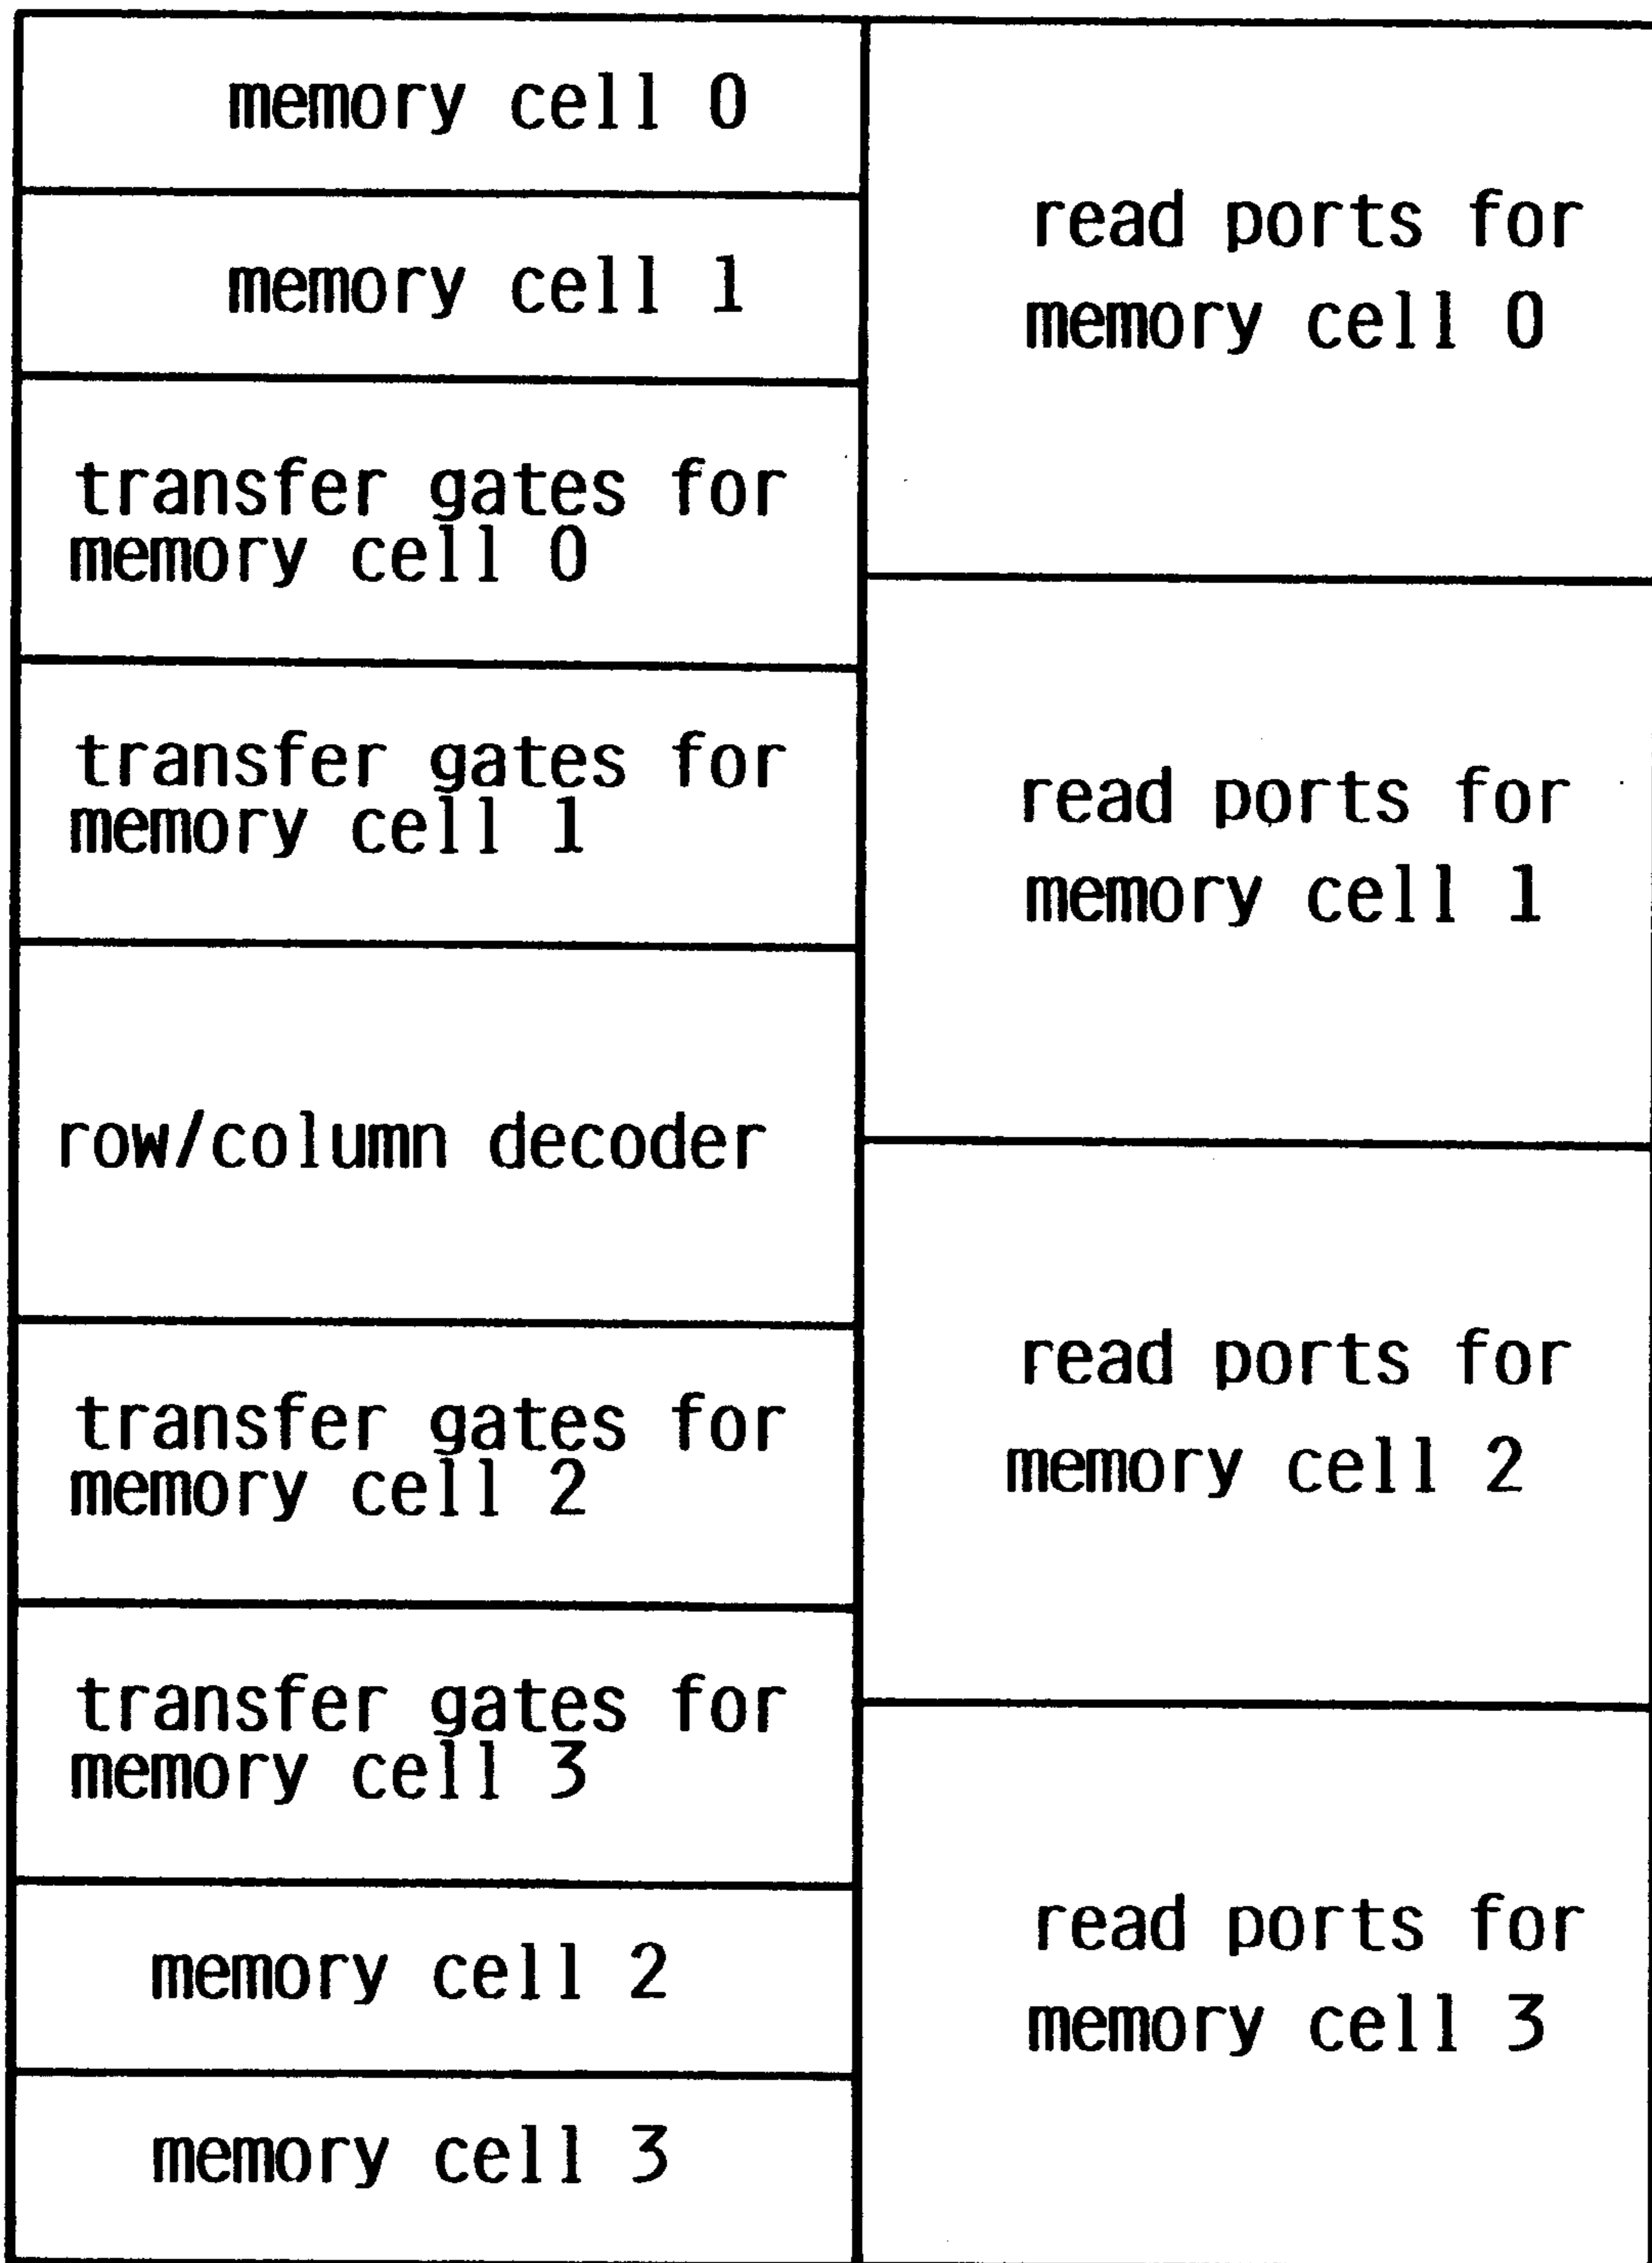 memory cell 0
memory cell 1
transfer gates for
memory cell 0
transfer gates for
memory cell 1
row/column decoder
transfer gates for
memory cell 2
transfer gates for
memory cell 3
memory cell 2
memory cell 3
read ports for
memory cell 0
read ports for
memory cell 1
read ports for
memory cell 2
read ports for
memory cell 3